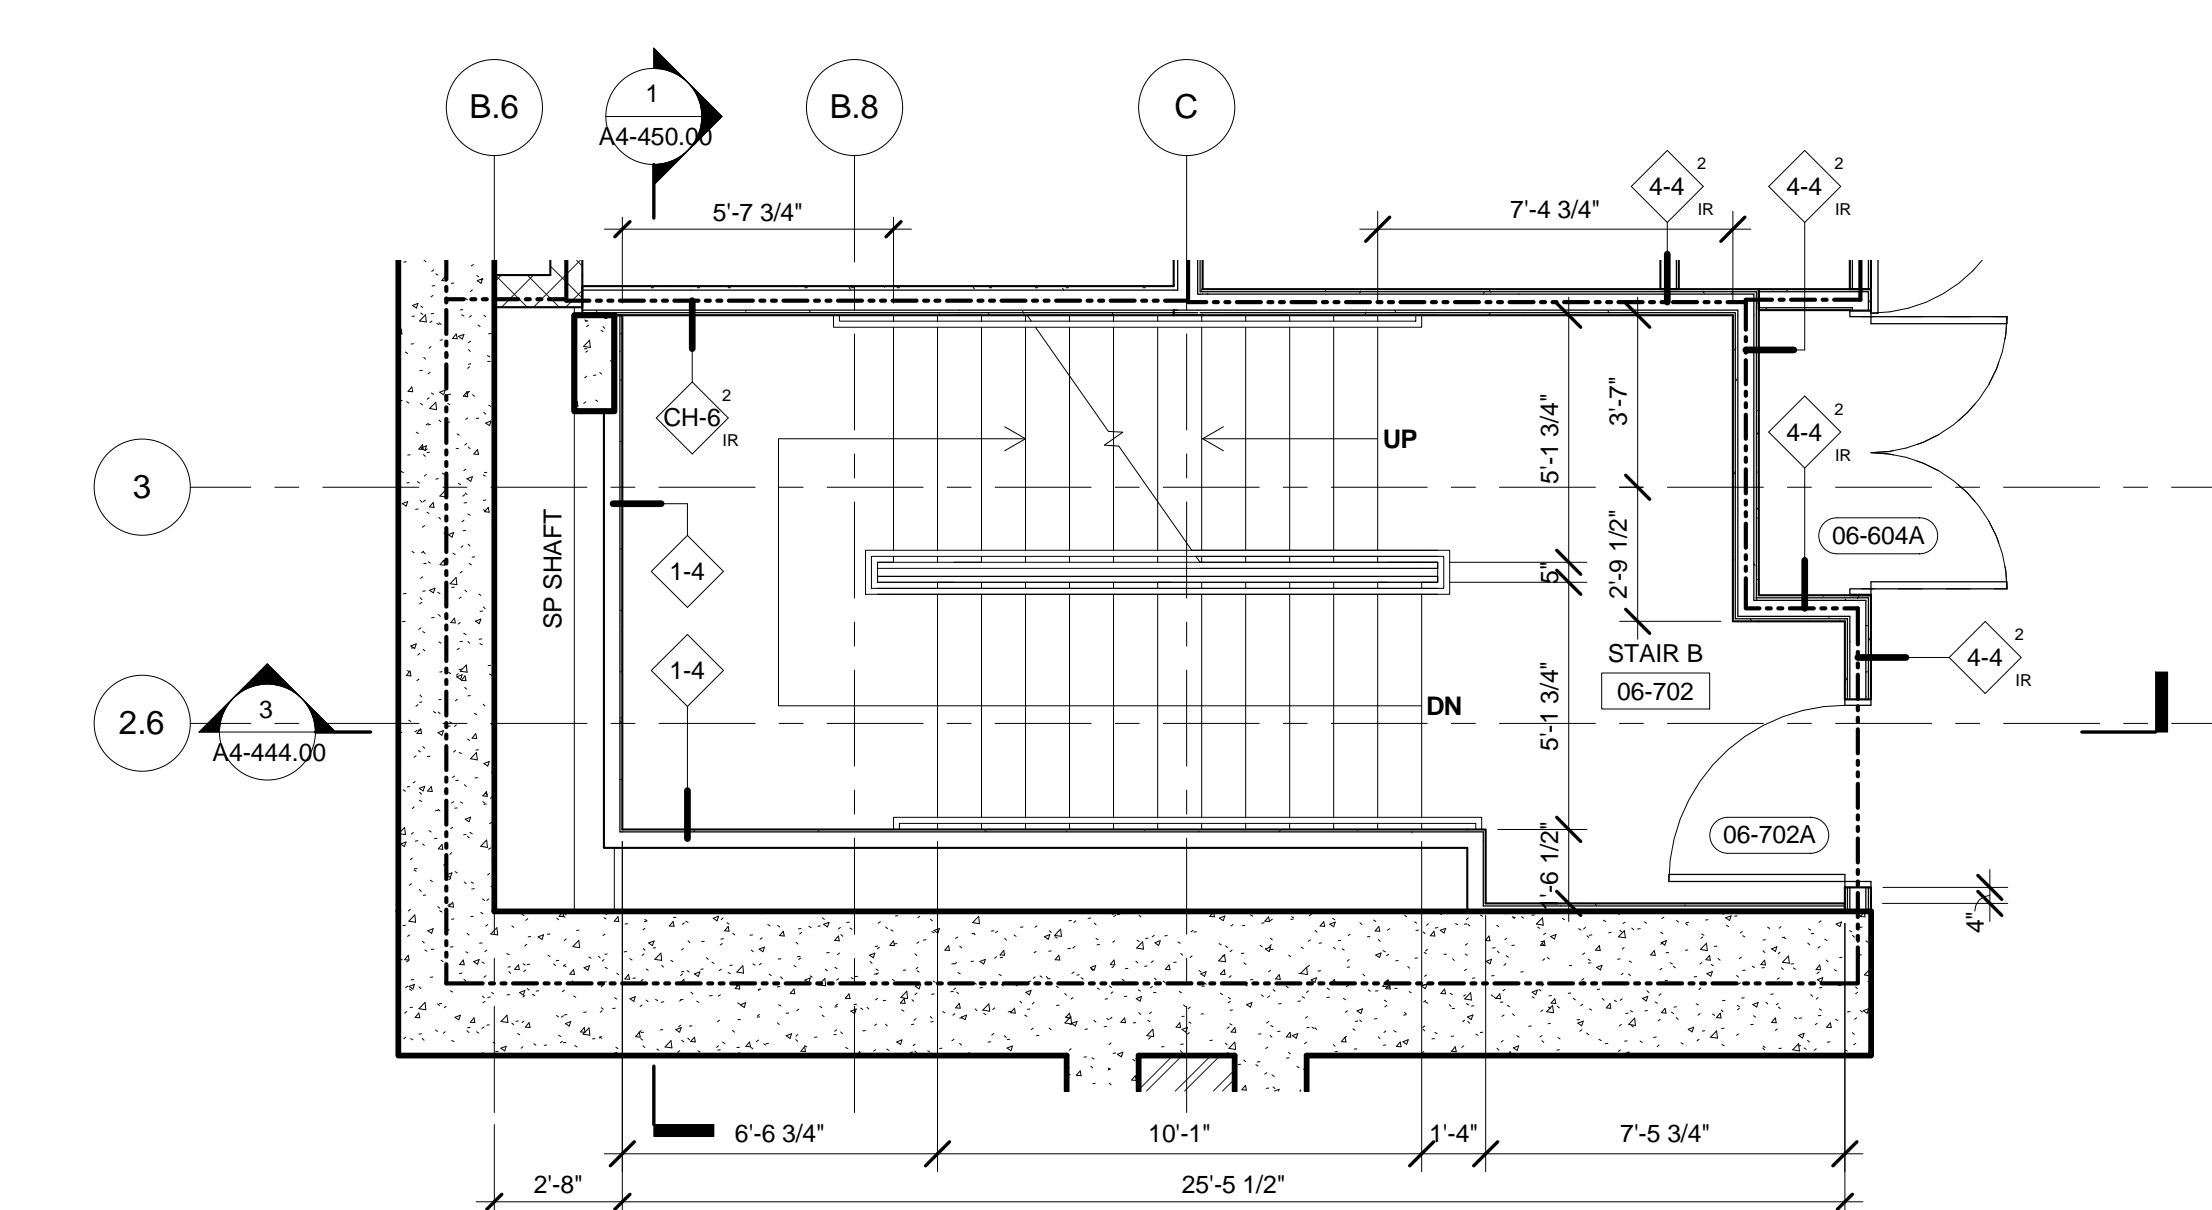 B.6
1
A4-450.00
B.8
C
5'-7 3/4"
7'-4 3/4"
4-4
2
IR
4-4
2
IR
CH-6
2
IR
UP
5'-1 3/4"
3'-7"
4-4
2
IR
3
SP SHAFT
1-4
5"
2'-9 1/2"
06-604A
1-4
STAIR B
06-702
4-4
2
IR
2.6
3
A4-444.00
DN
5'-1 3/4"
06-702A
1'-6 1/2"
4"
6'-6 3/4"
10'-1"
1'-4"
7'-5 3/4"
2'-8"
25'-5 1/2"